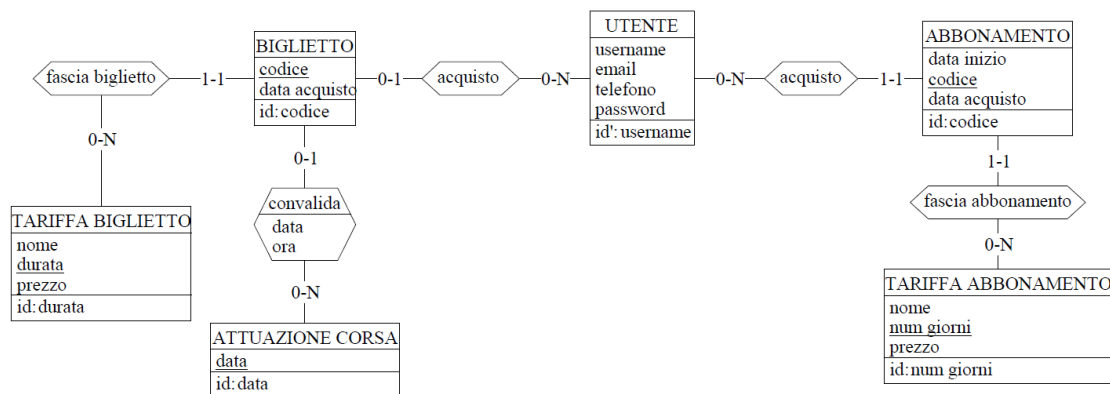 UTENTE
username
email
telefono
password
id': username
BIGLIETTO
codice
data acquisto
id: codice
ABBONAMENTO
data inizio
codice
data acquisto
id: codice
fascia biglietto
1-1
0-1
acquisto
0-N
0-N
acquisto
1-1
0-N
0-1
1-1
convalida
data
ora
fascia abbonamento
TARIFFA BIGLIETTO
nome
durata
prezzo
id: durata
0-N
0-N
ATTUAZIONE CORSA
data
id: data
TARIFFA ABBONAMENTO
nome
num giorni
prezzo
id: num giorni